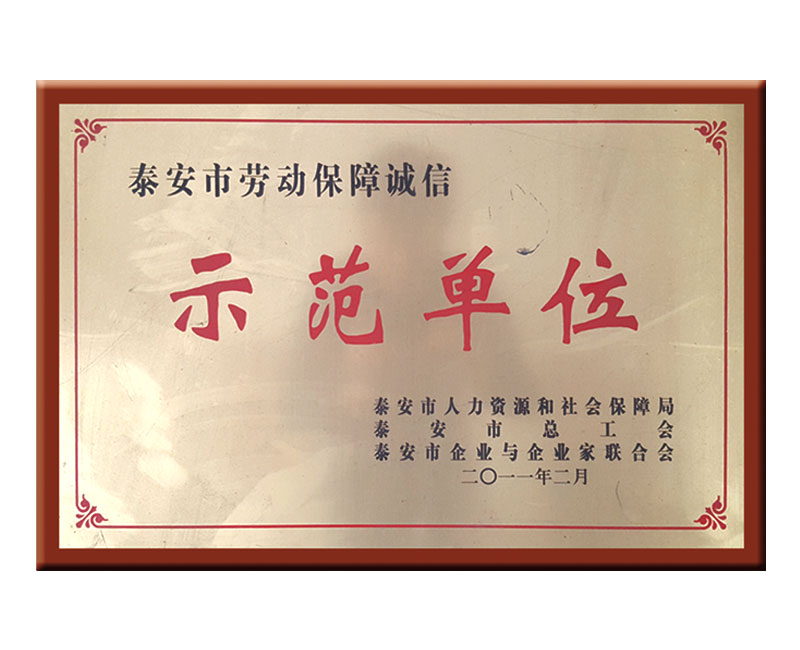 泰安市劳动保障诚信
示范单位
泰安市人力资源和社会保障局
泰安市总工会
泰安市企业与企业家联合会
二〇一一年二月